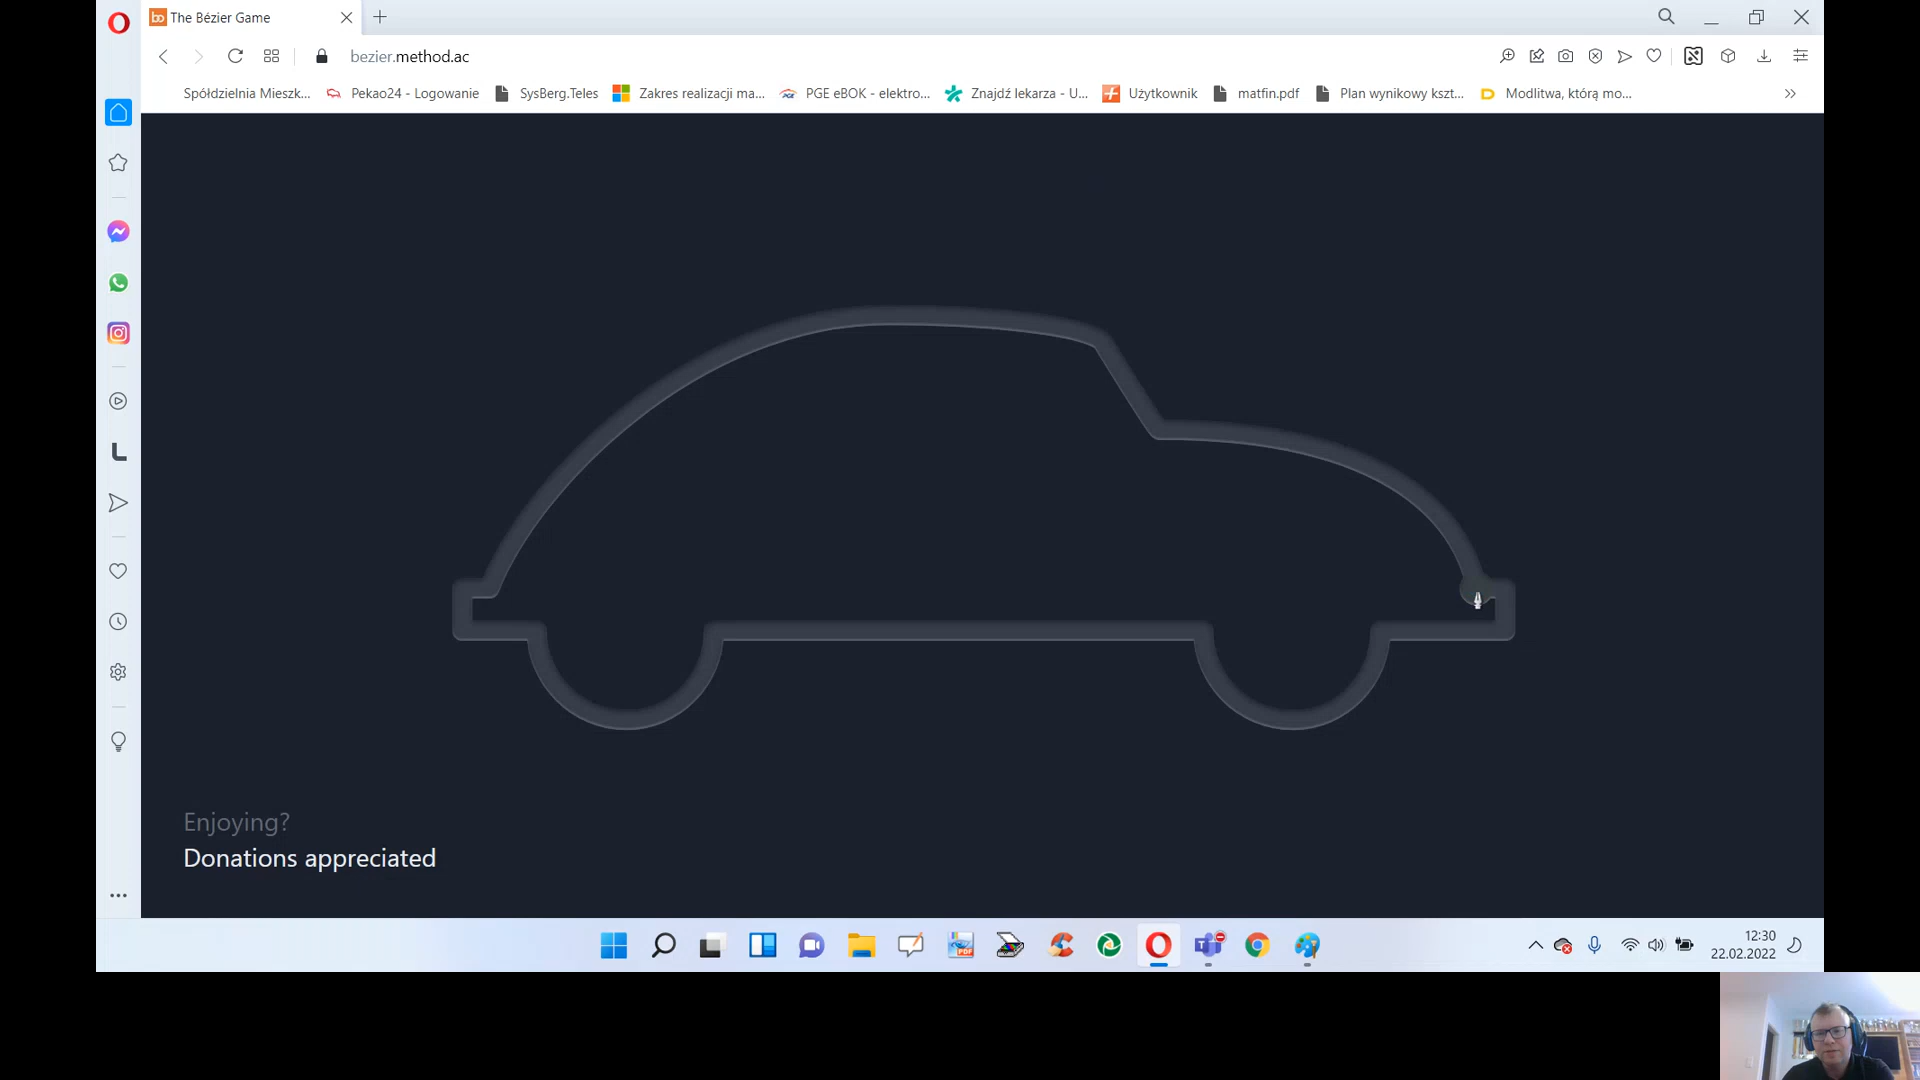 The Bézier Game
bezier.method.ac
Spółdzielnia Mieszk... Pekao24 - Logowanie SysBerg.Teles Zakres realizacji ma... PGE eBOK - elektro... Znajdź lekarza - U... Użytkownik matfin.pdf Plan wynikowy kszt... Modlitwa, którą mo...
Enjoying?
Donations appreciated
12:30
22.02.2022